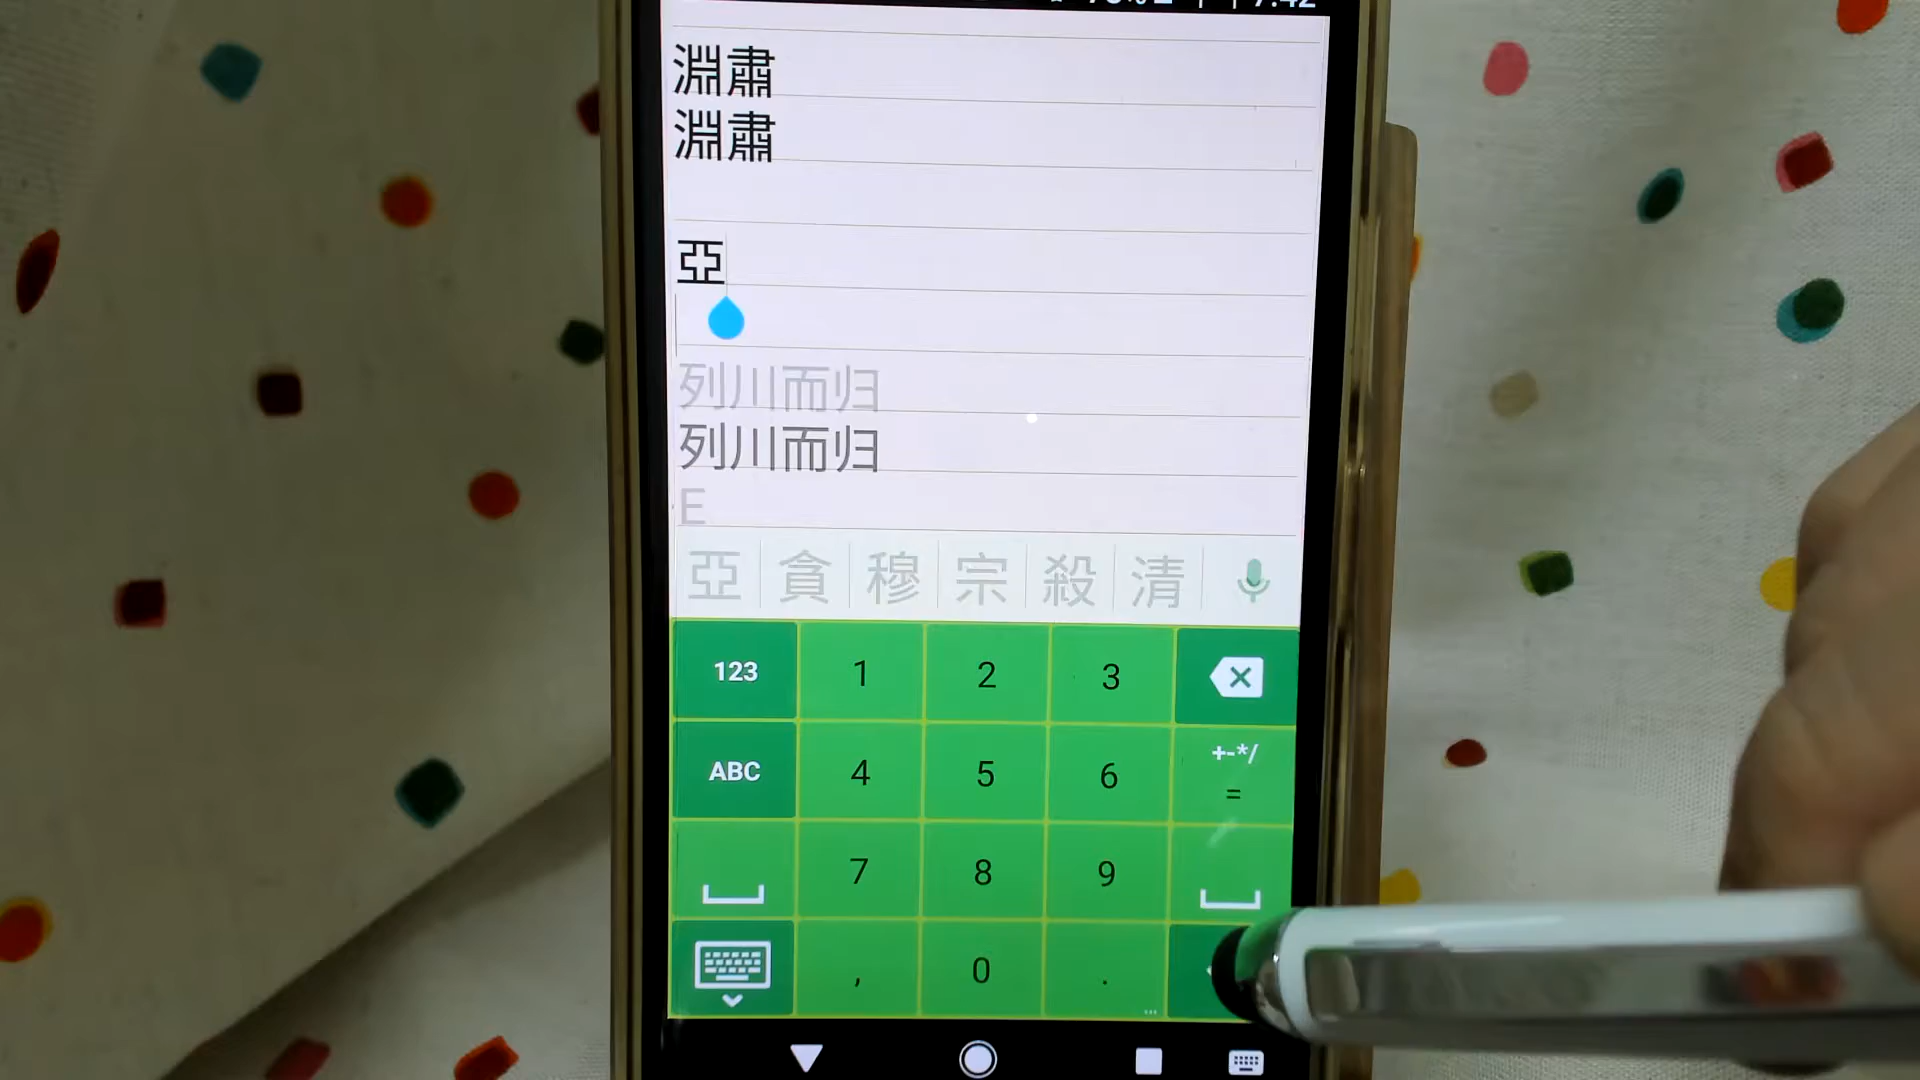 淵肅
淵肅
亞
列川而归
列川而归
E
亞 貪 穆 宗 殺 清
123 1 2 3
ABC 4 5 6 +-*/ =
7 8 9
, 0 . ...